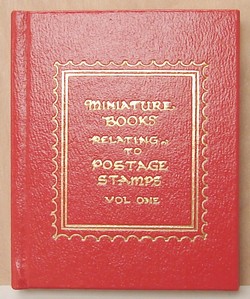 MINIATURE
BOOKS
RELATING
TO
POSTAGE
STAMPS
VOL ONE